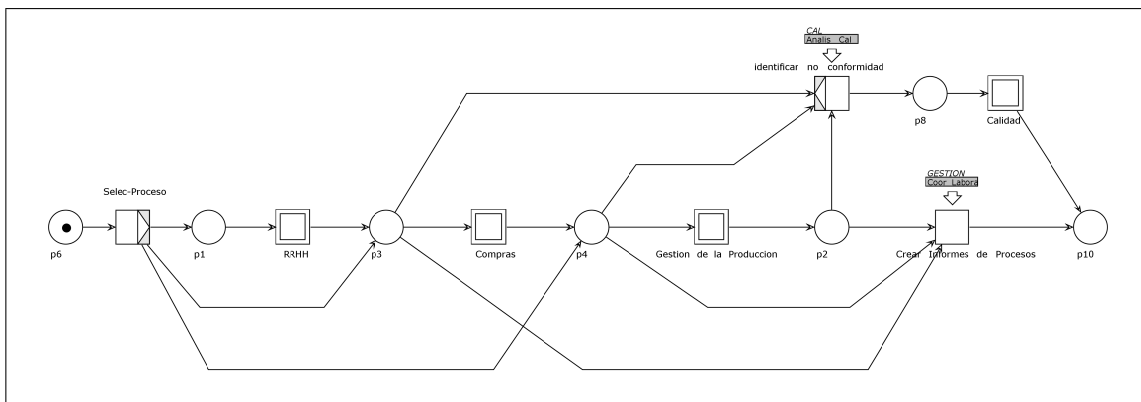 CAL
Analis Cal
identificar no conformidad
p8
Calidad
GESTION
Coor Labora
Selec-Proceso
p6
p1
RRHH
p3
Compras
p4
Gestion de la Produccion
p2
Crear Informes de Procesos
p10